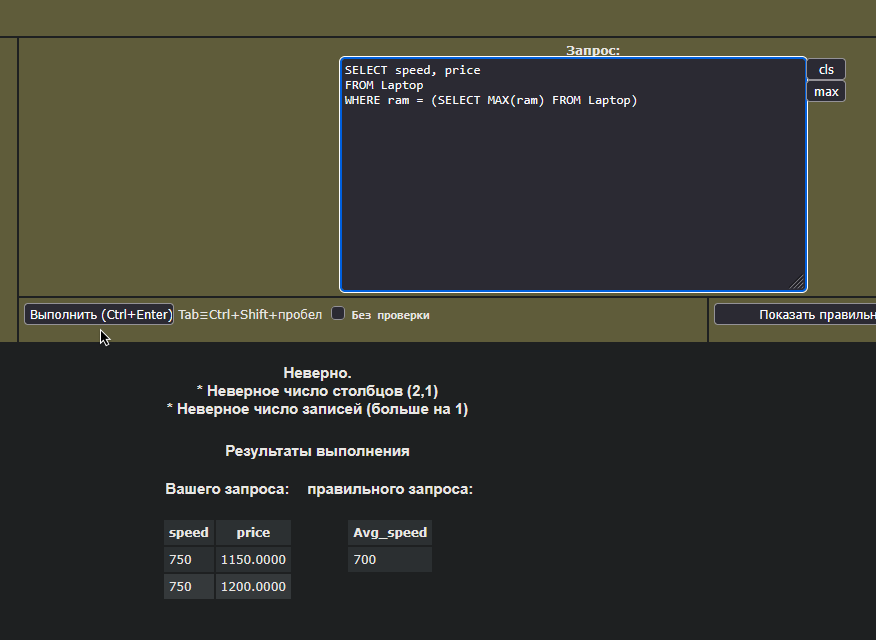 Запрос:
SELECT speed, price
FROM Laptop
WHERE ram = (SELECT MAX(ram) FROM Laptop)
cls
max
Выполнить (Ctrl+Enter) Tab≡Ctrl+Shift+пробел Без проверки
Показать правильн
Неверно.
* Неверное число столбцов (2,1)
* Неверное число записей (больше на 1)
Результаты выполнения
Вашего запроса: правильного запроса:
speed price Avg_speed
750 1150.0000 700
750 1200.0000